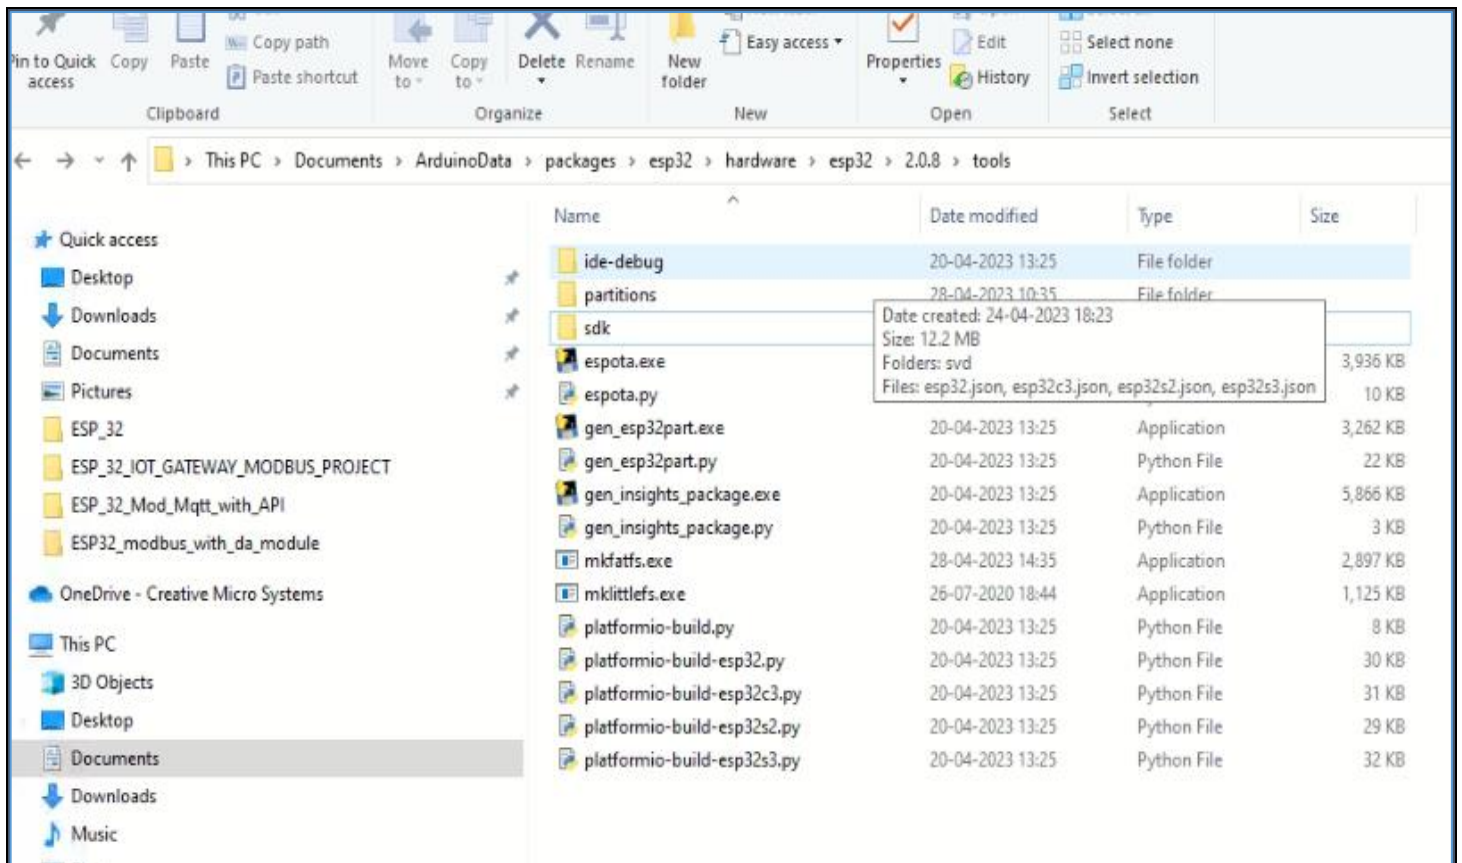 Copy path
Pin to Quick access
Copy
Paste
Paste shortcut
Move to
Copy to
Delete
Rename
New folder
Easy access
Properties
Edit
History
Select none
Invert selection
Clipboard
Organize
New
Open
Select
This PC > Documents > ArduinoData > packages > esp32 > hardware > esp32 > 2.0.8 > tools
Quick access
Desktop
Downloads
Documents
Pictures
ESP_32
ESP_32_IOT_GATEWAY_MODBUS_PROJECT
ESP_32_Mod_Mqtt_with_API
ESP32_modbus_with_da_module
OneDrive - Creative Micro Systems
This PC
3D Objects
Desktop
Documents
Downloads
Music
Name Date modified Type Size
ide-debug 20-04-2023 13:25 File folder
partitions 28-04-2023 10:35 File folder
sdk
Date created: 24-04-2023 18:23
Size: 12.2 MB
Folders: svd
Files: esp32.json, esp32c3.json, esp32s2.json, esp32s3.json
espota.exe 3,936 KB
espota.py 10 KB
gen_esp32part.exe 20-04-2023 13:25 Application 3,262 KB
gen_esp32part.py 20-04-2023 13:25 Python File 22 KB
gen_insights_package.exe 20-04-2023 13:25 Application 5,866 KB
gen_insights_package.py 20-04-2023 13:25 Python File 3 KB
mkfatfs.exe 28-04-2023 14:35 Application 2,897 KB
mklittlefs.exe 26-07-2020 18:44 Application 1,125 KB
platformio-build.py 20-04-2023 13:25 Python File 8 KB
platformio-build-esp32.py 20-04-2023 13:25 Python File 30 KB
platformio-build-esp32c3.py 20-04-2023 13:25 Python File 31 KB
platformio-build-esp32s2.py 20-04-2023 13:25 Python File 29 KB
platformio-build-esp32s3.py 20-04-2023 13:25 Python File 32 KB